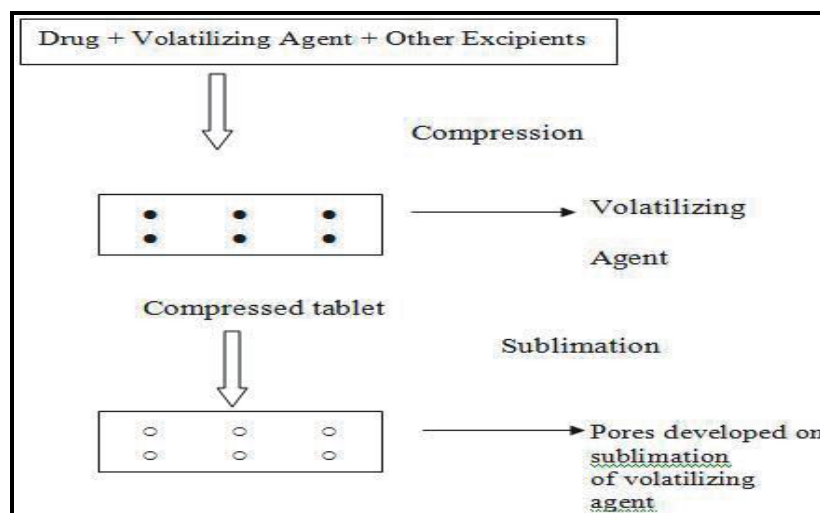 Drug + Volatilizing Agent + Other Excipients
Compression
Volatilizing
Agent
Compressed tablet
Sublimation
Pores developed on
sublimation
of volatilizing
agent